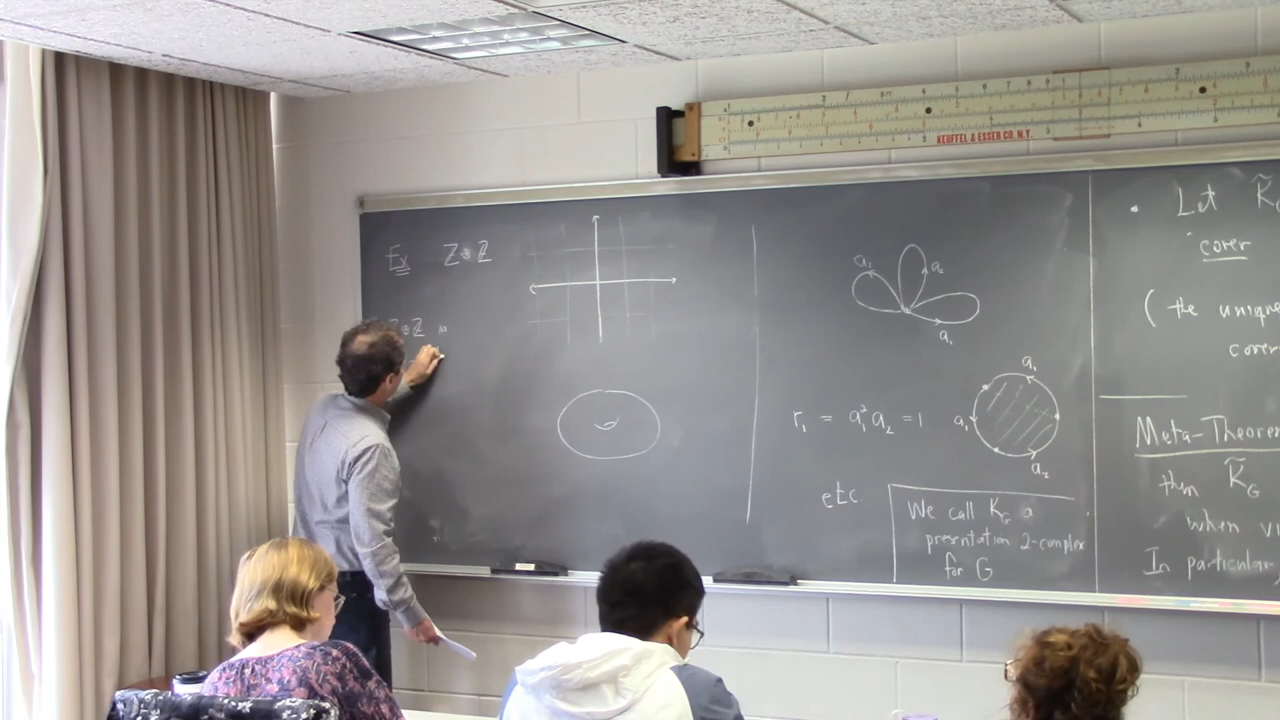 KEUFFEL & ESSER CO. N.Y.
Ex Z⊕Z
Z⊕Z
a₂
a₁
r₁ = a₁²a₂ = 1
a₁
a₁
a₂
etc
We call K_G a
presentation 2-complex
for G
• Let K̃
cover
( the unique
cover
Meta-Theorem
then K̃_G
when
In particular,